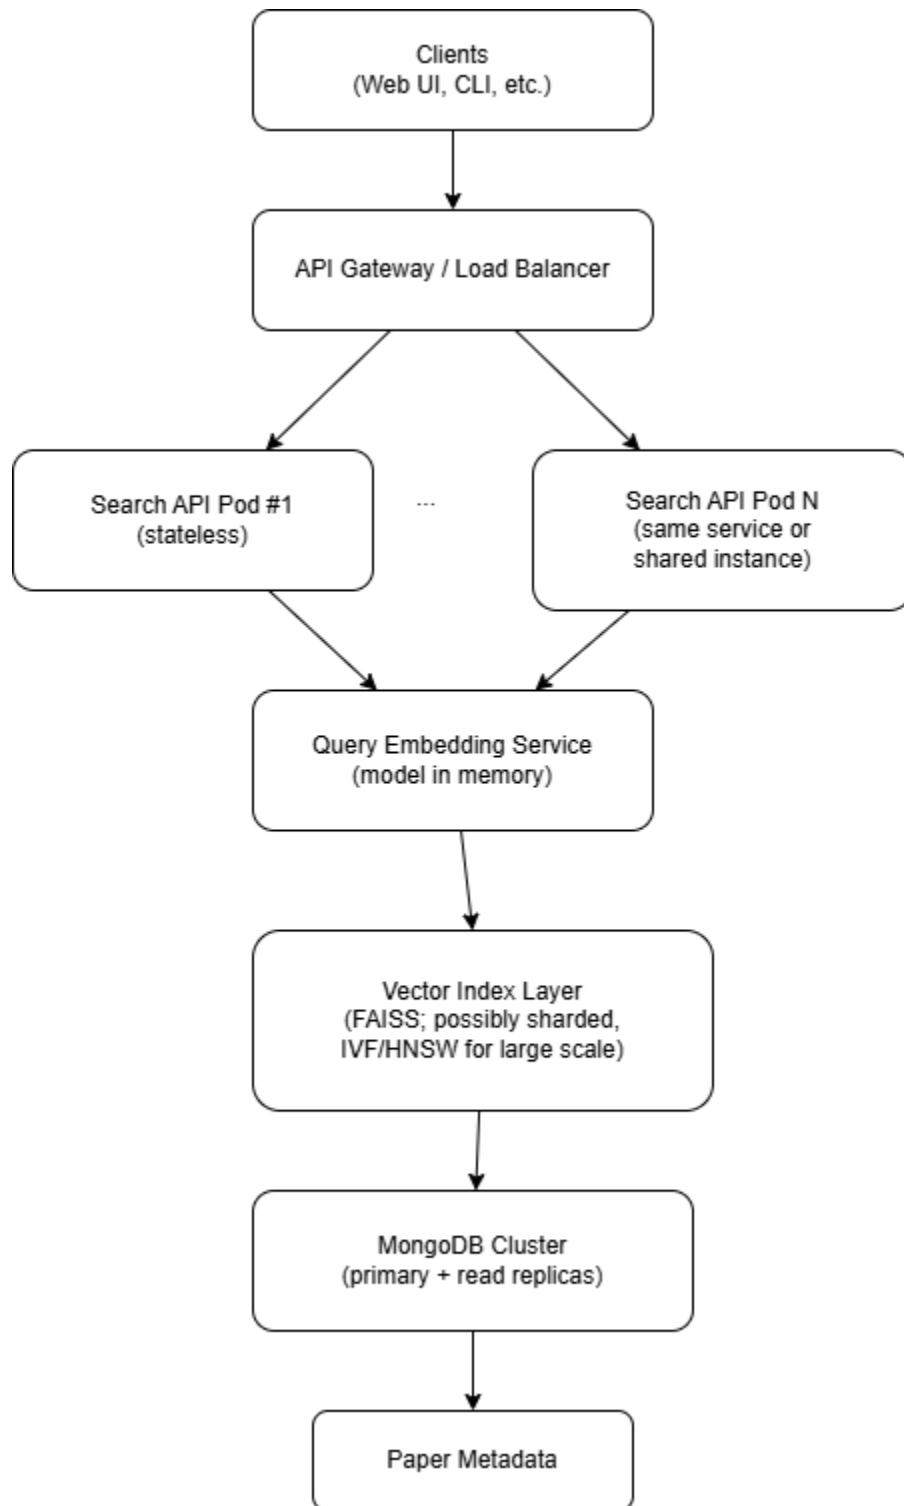 Clients
(Web UI, CLI, etc.)
API Gateway / Load Balancer
Search API Pod #1
(stateless)
...
Search API Pod N
(same service or
shared instance)
Query Embedding Service
(model in memory)
Vector Index Layer
(FAISS; possibly sharded,
IVF/HNSW for large scale)
MongoDB Cluster
(primary + read replicas)
Paper Metadata